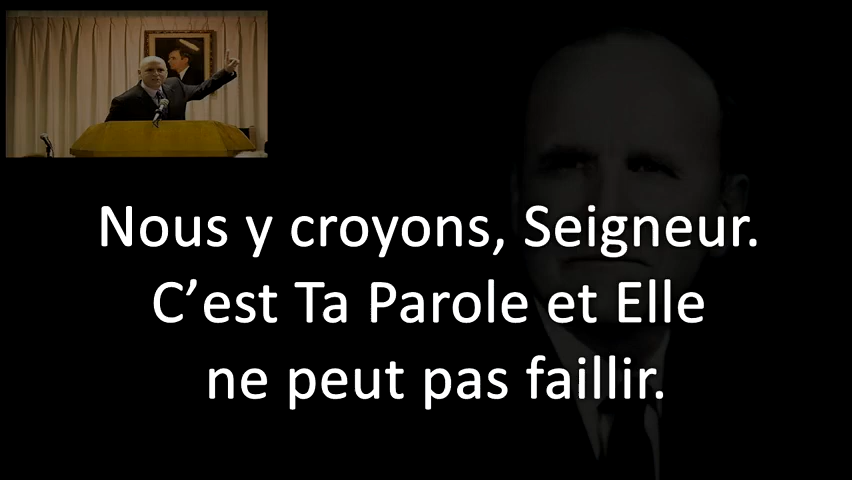 Nous y croyons, Seigneur.
C’est Ta Parole et Elle
ne peut pas faillir.